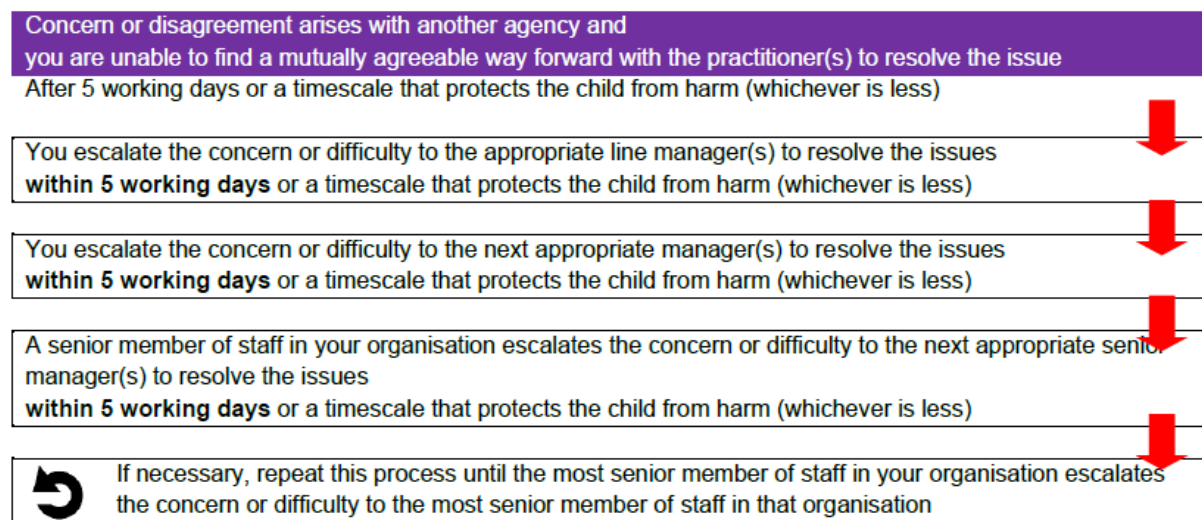 Concern or disagreement arises with another agency and
you are unable to find a mutually agreeable way forward with the practitioner(s) to resolve the issue
After 5 working days or a timescale that protects the child from harm (whichever is less)
You escalate the concern or difficulty to the appropriate line manager(s) to resolve the issues
within 5 working days or a timescale that protects the child from harm (whichever is less)
You escalate the concern or difficulty to the next appropriate manager(s) to resolve the issues
within 5 working days or a timescale that protects the child from harm (whichever is less)
A senior member of staff in your organisation escalates the concern or difficulty to the next appropriate senior
manager(s) to resolve the issues
within 5 working days or a timescale that protects the child from harm (whichever is less)
If necessary, repeat this process until the most senior member of staff in your organisation escalates
the concern or difficulty to the most senior member of staff in that organisation